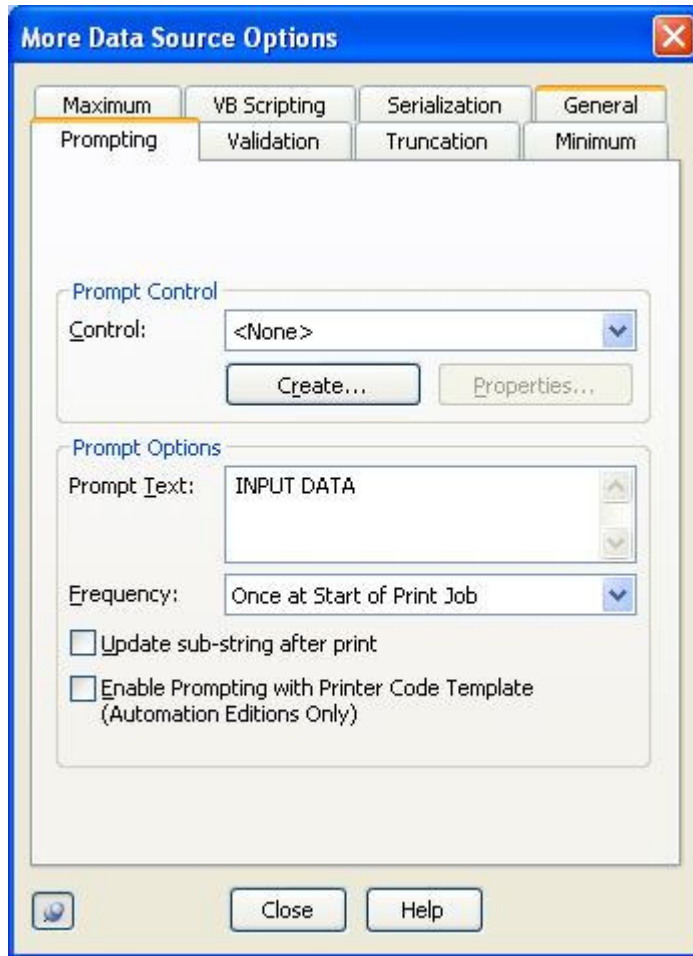 More Data Source Options
Maximum VB Scripting Serialization General
Prompting Validation Truncation Minimum
Prompt Control
Control: <None>
Create... Properties...
Prompt Options
Prompt Text: INPUT DATA
Frequency: Once at Start of Print Job
Update sub-string after print
Enable Prompting with Printer Code Template
(Automation Editions Only)
Close Help